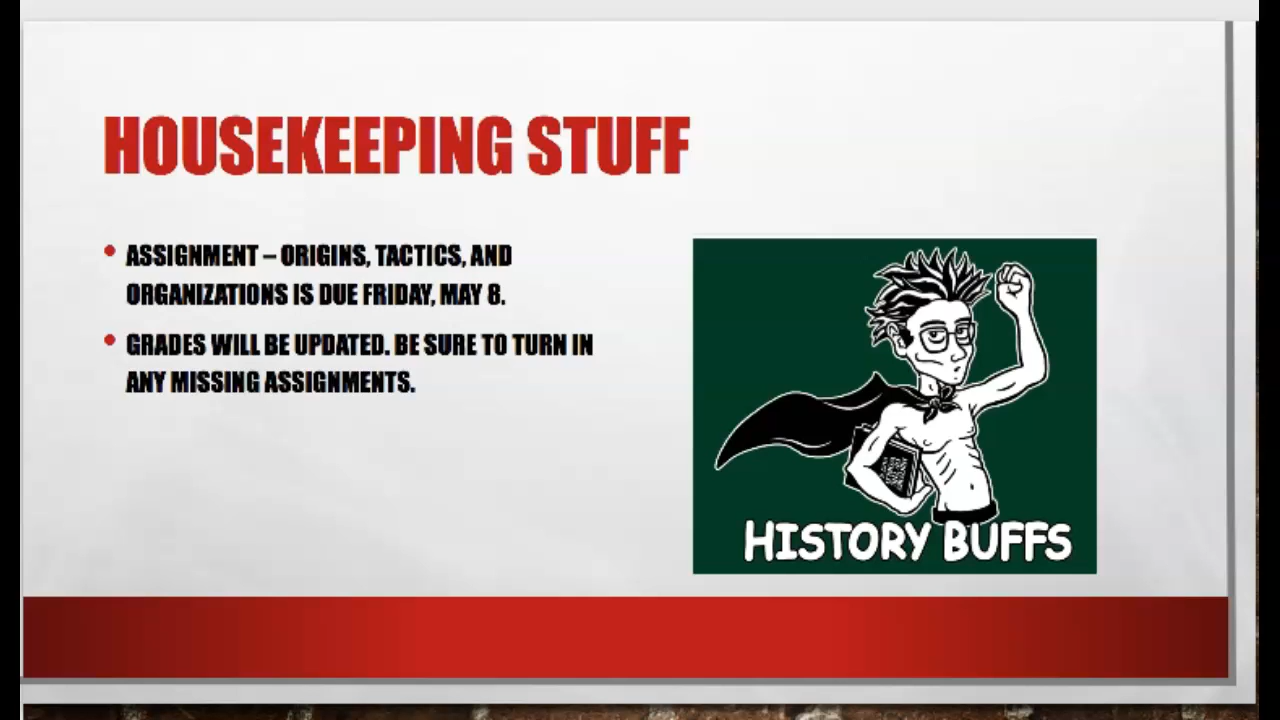 HOUSEKEEPING STUFF
• ASSIGNMENT – ORIGINS, TACTICS, AND
ORGANIZATIONS IS DUE FRIDAY, MAY 8.
• GRADES WILL BE UPDATED. BE SURE TO TURN IN
ANY MISSING ASSIGNMENTS.
HISTORY BUFFS